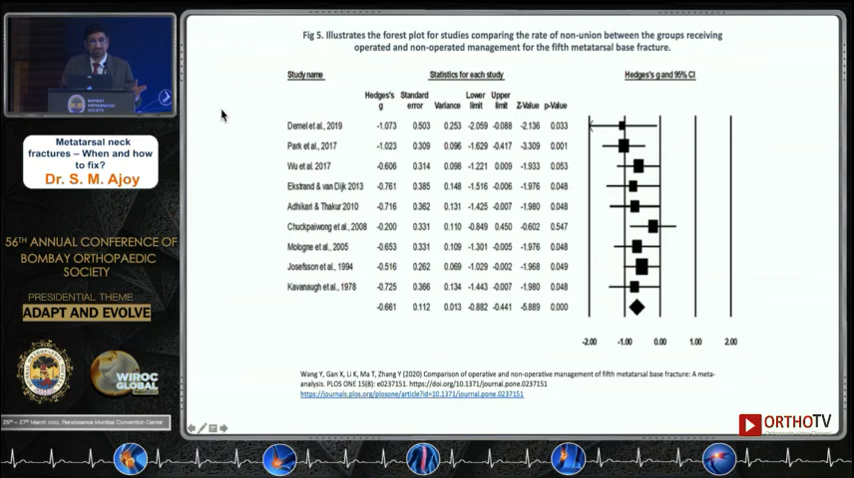 BOMBAY
ORTHOPAEDIC
SOCIETY
Metatarsal neck
fractures – When and how
to fix?
Dr. S. M. Ajoy
56TH ANNUAL CONFERENCE OF
BOMBAY ORTHOPAEDIC
SOCIETY
PRESIDENTIAL THEME
ADAPT AND EVOLVE
WIROC
GLOBAL
25th – 27th March 2022, Renaissance Mumbai Convention Center
Fig 5. Illustrates the forest plot for studies comparing the rate of non-union between the groups receiving
operated and non-operated management for the fifth metatarsal base fracture.
Study name Statistics for each study Hedges's g and 95% CI
Hedges's g Standard error Variance Lower limit Upper limit Z-Value p-Value
Demel et al., 2019 -1.073 0.503 0.253 -2.059 -0.088 -2.136 0.033
Park et al., 2017 -1.023 0.309 0.096 -1.629 -0.417 -3.309 0.001
Wu et al. 2017 -0.606 0.314 0.098 -1.221 0.009 -1.933 0.053
Ekstrand & van Dijk 2013 -0.761 0.385 0.148 -1.516 -0.006 -1.976 0.048
Adhikari & Thakur 2010 -0.716 0.362 0.131 -1.425 -0.007 -1.980 0.048
Chuckpaiwong et al., 2008 -0.200 0.331 0.110 -0.849 0.450 -0.602 0.547
Mologne et al., 2005 -0.653 0.331 0.109 -1.301 -0.005 -1.976 0.048
Josefsson et al., 1994 -0.516 0.262 0.069 -1.029 -0.002 -1.968 0.049
Kavanaugh et al., 1978 -0.725 0.366 0.134 -1.443 -0.007 -1.980 0.048
-0.661 0.112 0.013 -0.882 -0.441 -5.889 0.000
-2.00 -1.00 0.00 1.00 2.00
Wang Y, Gan X, Li K, Ma T, Zhang Y (2020) Comparison of operative and non-operative management of fifth metatarsal base fracture: A meta-
analysis. PLOS ONE 15(8): e0237151. https://doi.org/10.1371/journal.pone.0237151
https://journals.plos.org/plosone/article?id=10.1371/journal.pone.0237151
ORTHOTV